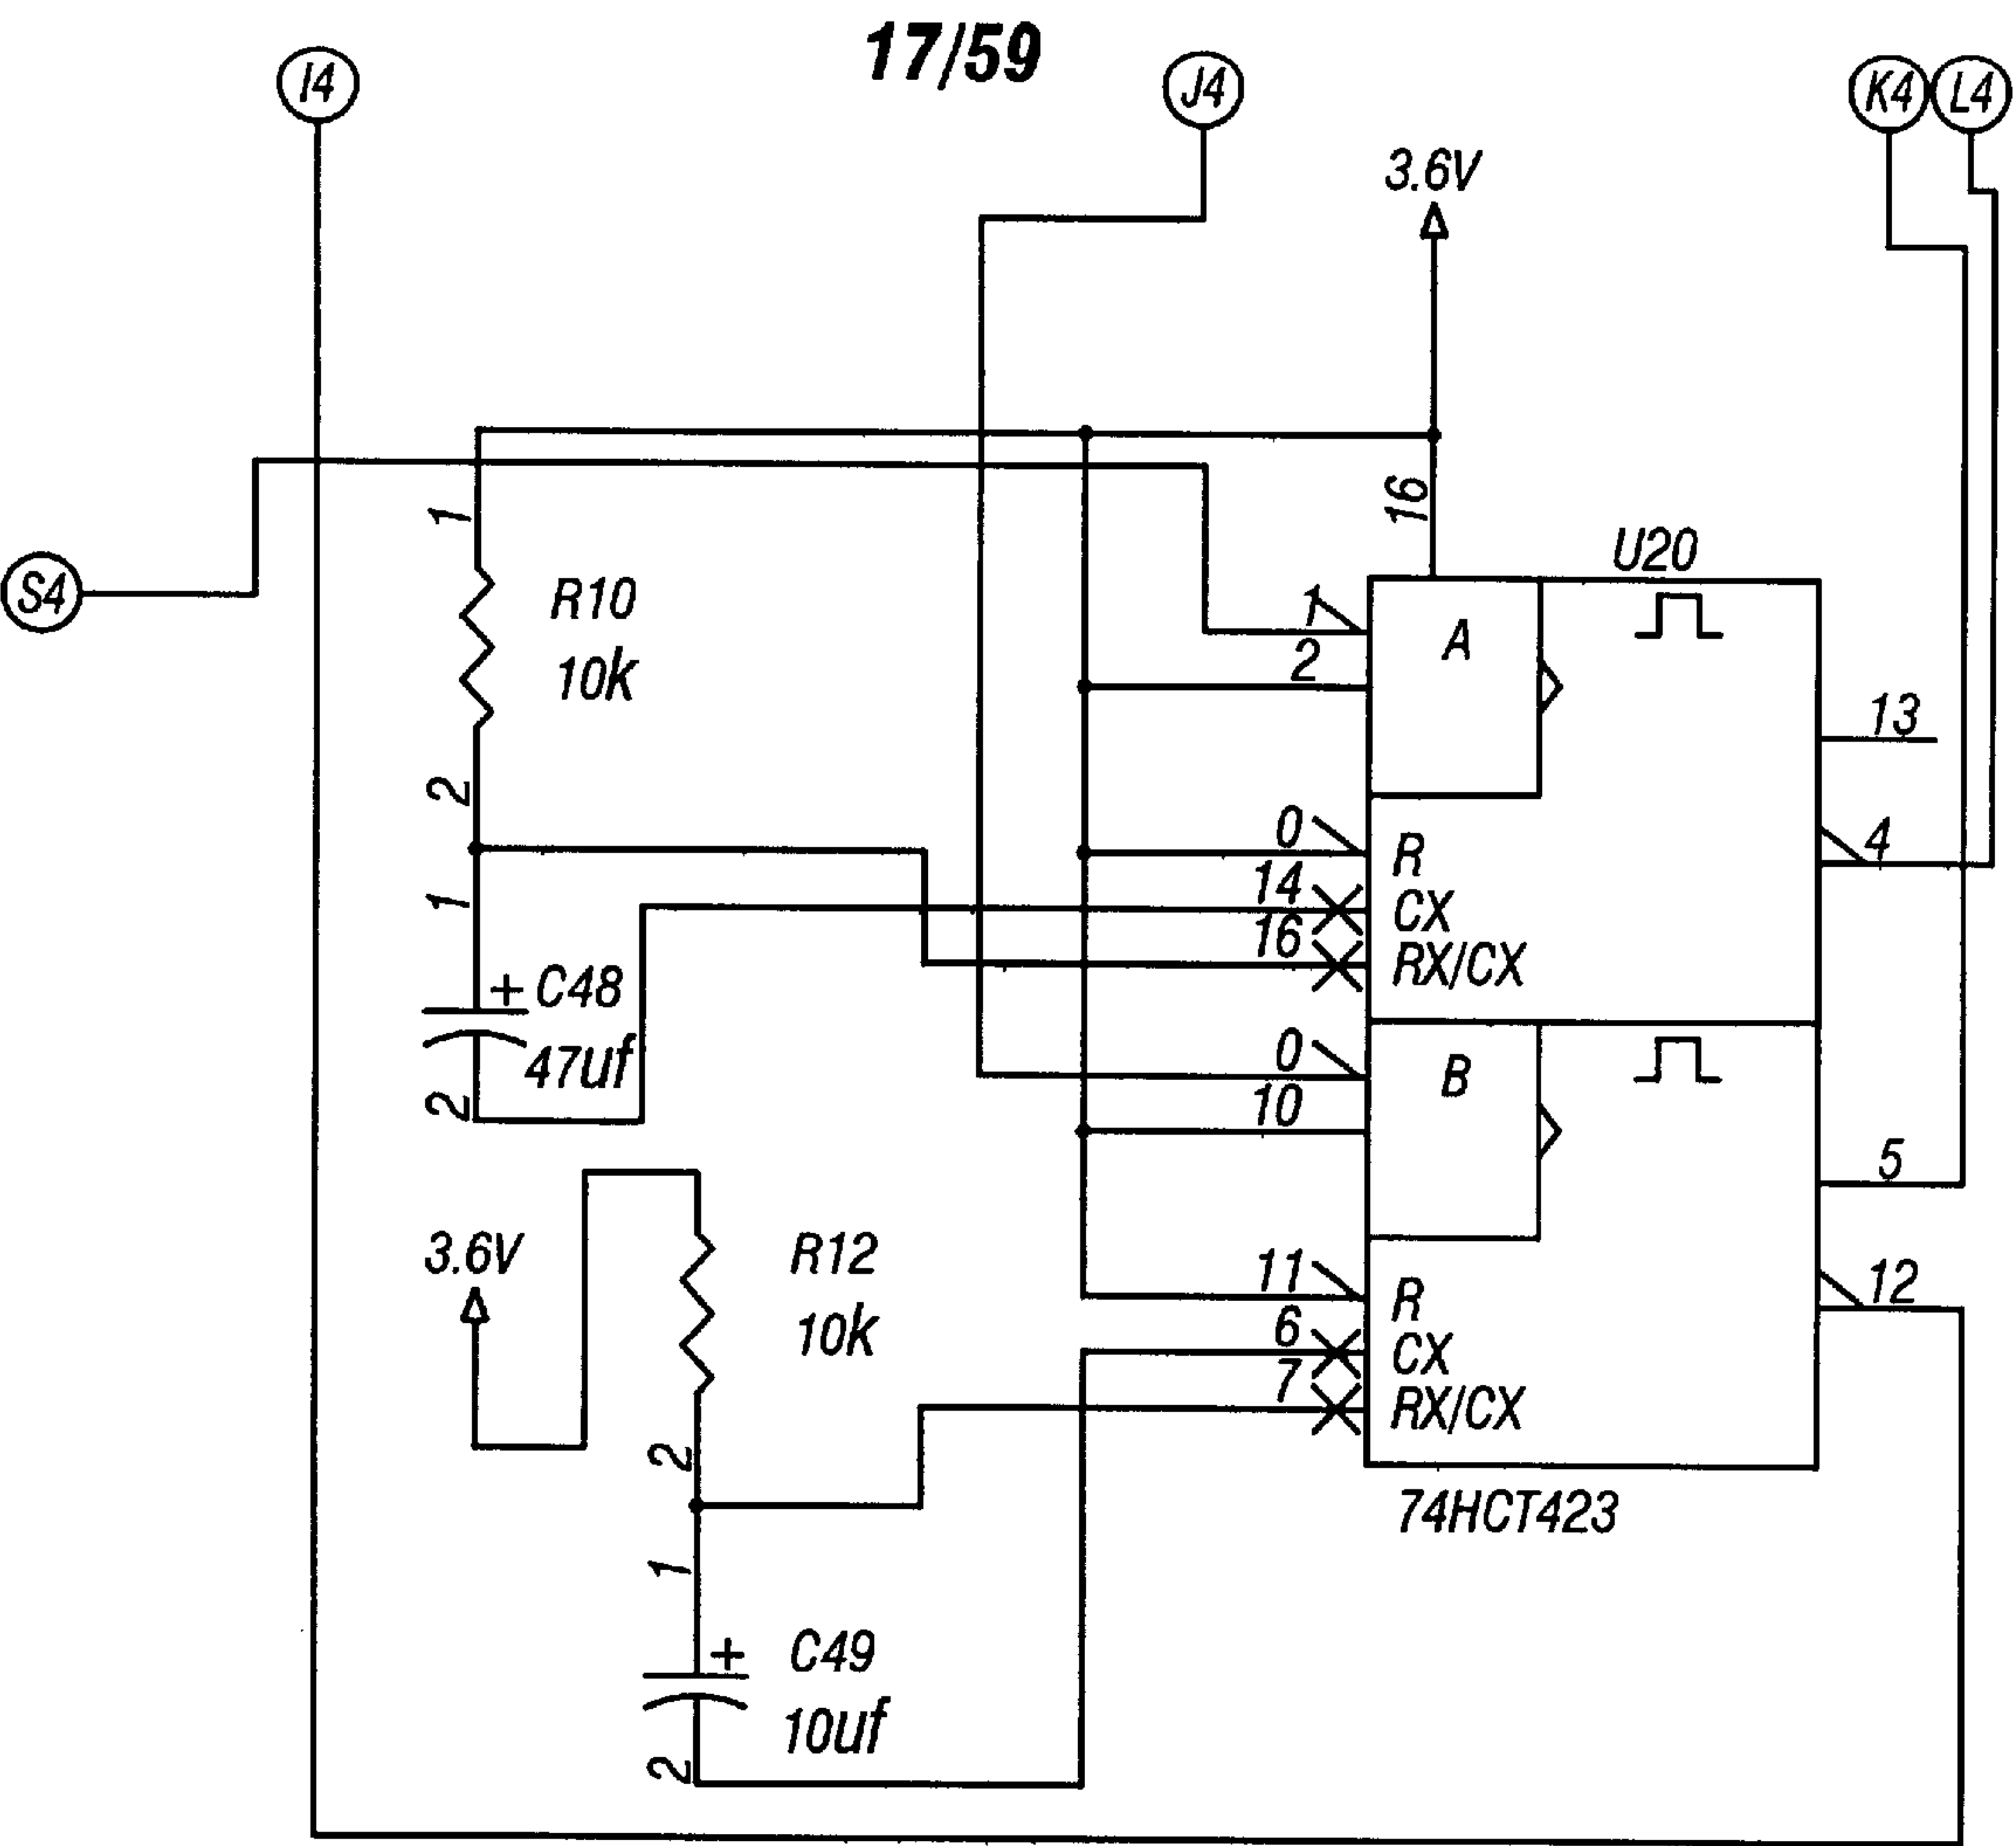 17/59
I4
J4
K4
L4
3.6V
16
U20
S4
1
R10
10k
2
1
2
A
13
0
R
4
14
CX
16
RX/CX
1
+
C48
47uf
2
0
B
10
5
3.6V
R12
10k
11
R
12
6
CX
7
RX/CX
2
74HCT423
1
+
C49
10uf
2